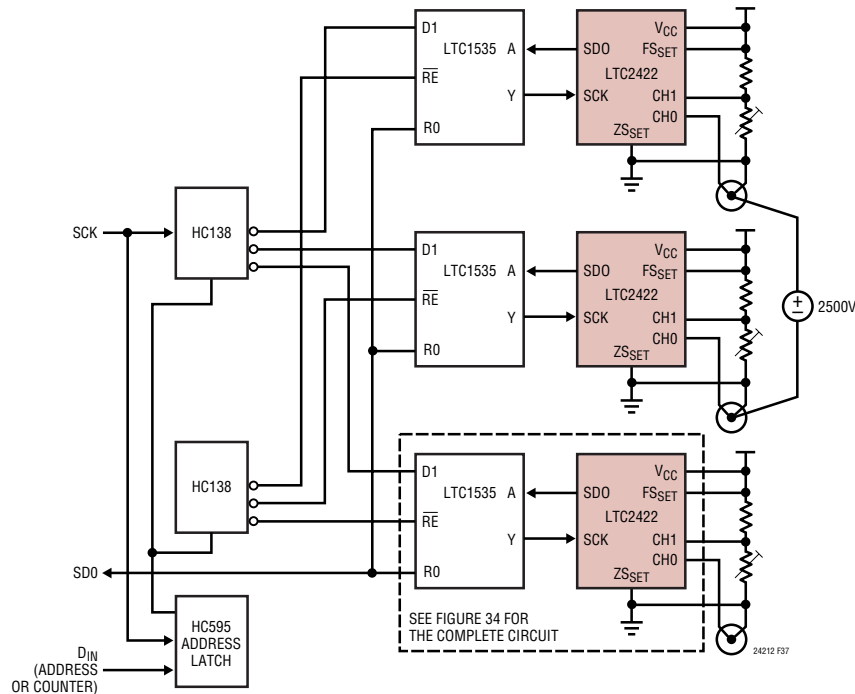 D1
LTC1535
A
RE
Y
R0
SDO
LTC2422
SCK
ZSSET
VCC
FSSET
CH1
CH0
SCK
HC138
D1
LTC1535
A
RE
Y
R0
SDO
LTC2422
SCK
ZSSET
VCC
FSSET
CH1
CH0
2500V
HC138
D1
LTC1535
A
RE
Y
R0
SDO
LTC2422
SCK
ZSSET
VCC
FSSET
CH1
CH0
SD0
SEE FIGURE 34 FOR
THE COMPLETE CIRCUIT
HC595
ADDRESS
LATCH
DIN
(ADDRESS
OR COUNTER)
24212 F37